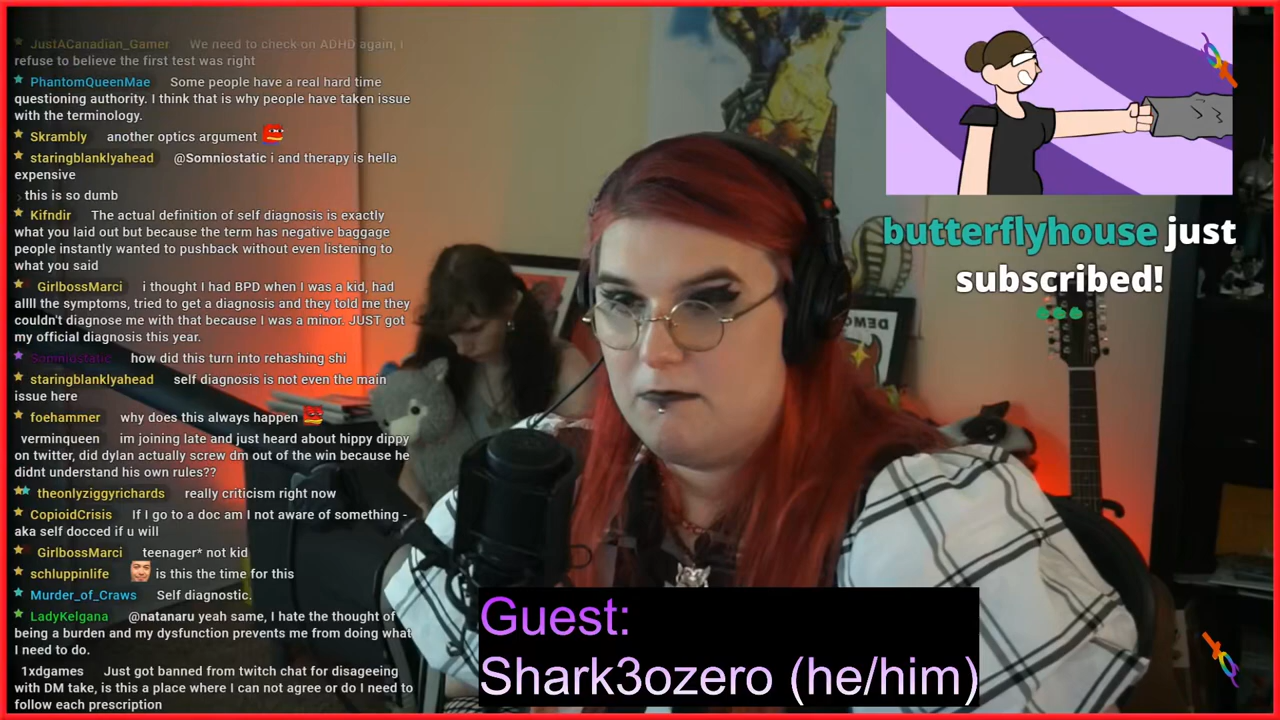 JustACanadian_Gamer We need to check on ADHD again, i
refuse to believe the first test was right
PhantomQueenMae Some people have a real hard time
questioning authority. I think that is why people have taken issue
with the terminology.
Skrambly another optics argument
staringblanklyahead @Somniostatic i and therapy is hella
expensive
this is so dumb
Kifndir The actual definition of self diagnosis is exactly
what you laid out but because the term has negative baggage
people instantly wanted to pushback without even listening to
what you said
GirlbossMarci i thought I had BPD when I was a kid, had
allll the symptoms, tried to get a diagnosis and they told me they
couldn't diagnose me with that because I was a minor. JUST got
my official diagnosis this year.
Somniostatic how did this turn into rehashing shi
staringblanklyahead self diagnosis is not even the main
issue here
foehammer why does this always happen
verminqueen im joining late and just heard about hippy dippy
on twitter, did dylan actually screw dm out of the win because he
didnt understand his own rules??
theonlyziggyrichards really criticism right now
CopioidCrisis If I go to a doc am I not aware of something -
aka self docced if u will
GirlbossMarci teenager* not kid
schluppinlife is this the time for this
Murder_of_Craws Self diagnostic.
LadyKelgana @natanaru yeah same, I hate the thought of
being a burden and my dysfunction prevents me from doing what
I need to do.
1xdgames Just got banned from twitch chat for disageeing
with DM take, is this a place where I can not agree or do I need to
follow each prescription
butterflyhouse just
subscribed!
DEMO
Guest:
Shark3ozero (he/him)